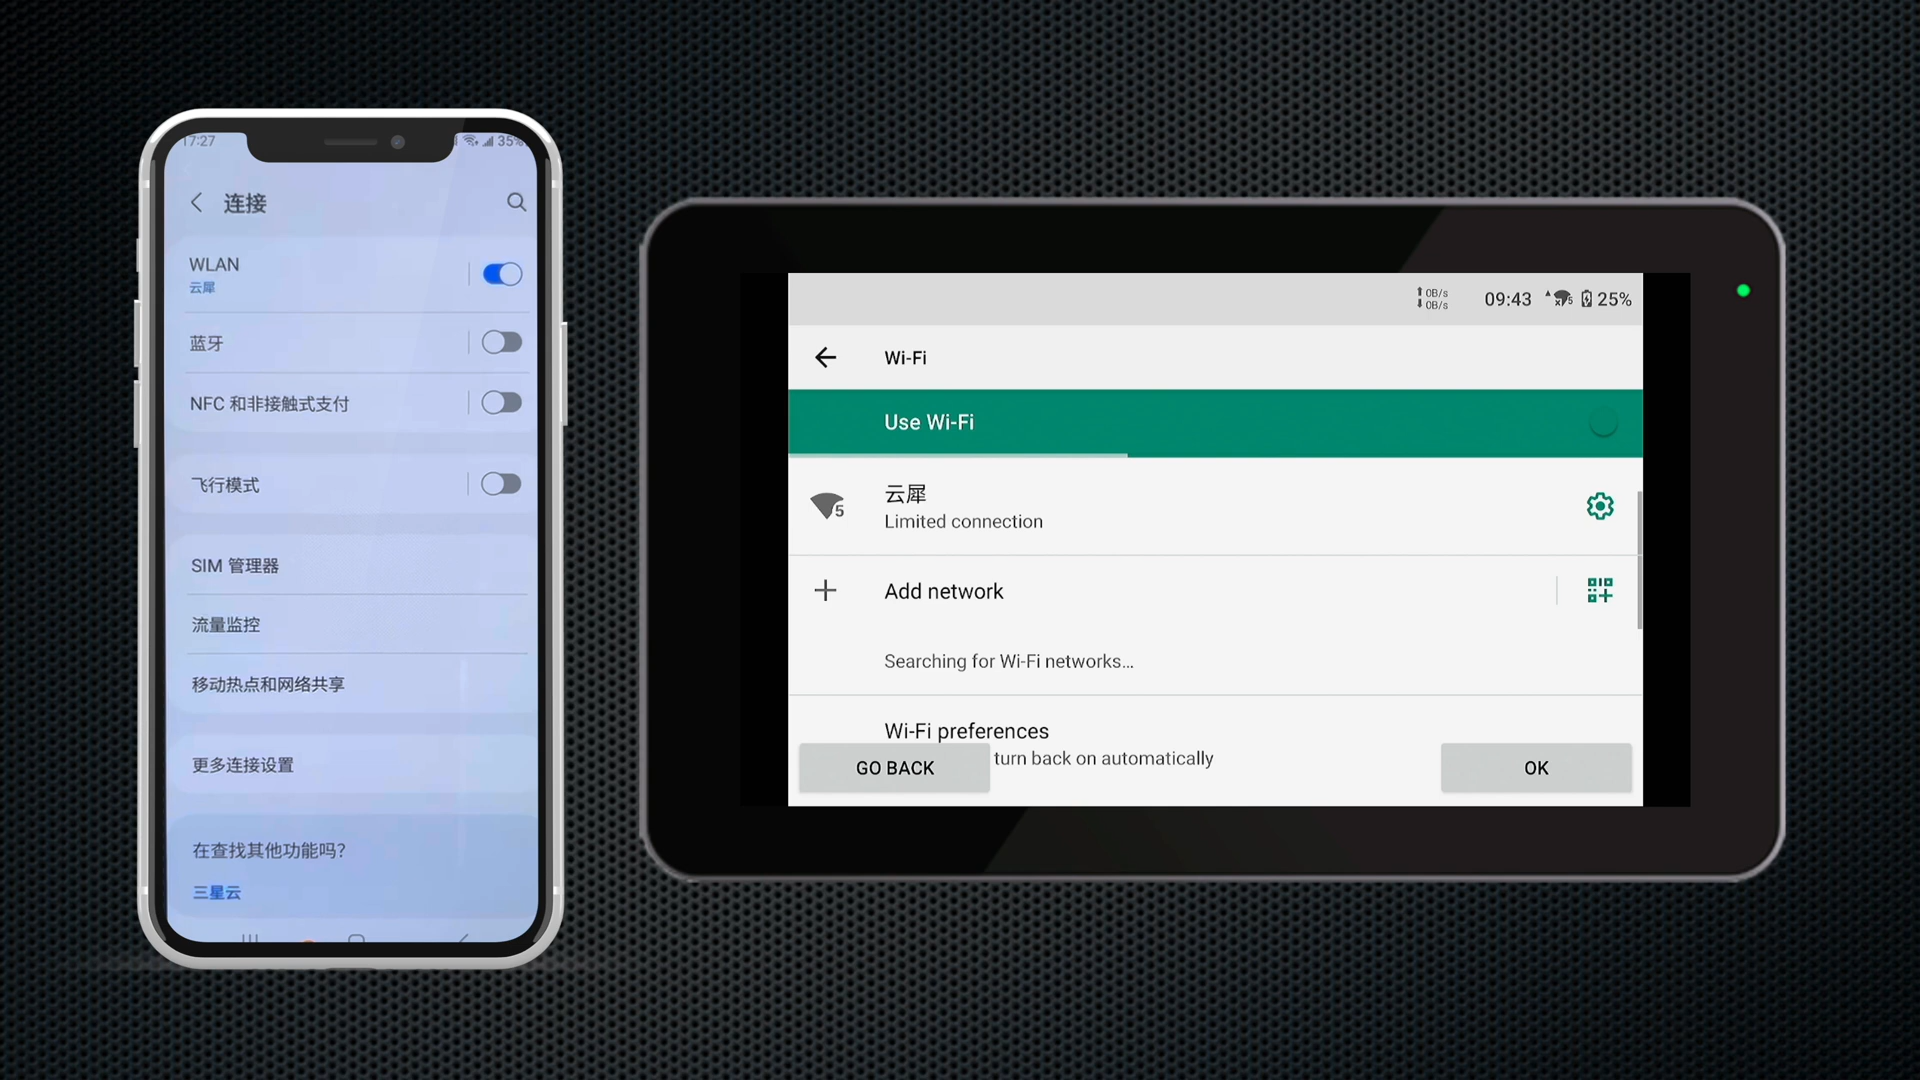 17:27
35%
连接
WLAN
云犀
蓝牙
NFC 和非接触式支付
飞行模式
SIM 管理器
流量监控
移动热点和网络共享
更多连接设置
在查找其他功能吗?
三星云
0B/s
0B/s
09:43
5
25%
Wi-Fi
Use Wi-Fi
5
云犀
Limited connection
Add network
Searching for Wi-Fi networks...
Wi-Fi preferences
turn back on automatically
GO BACK
OK